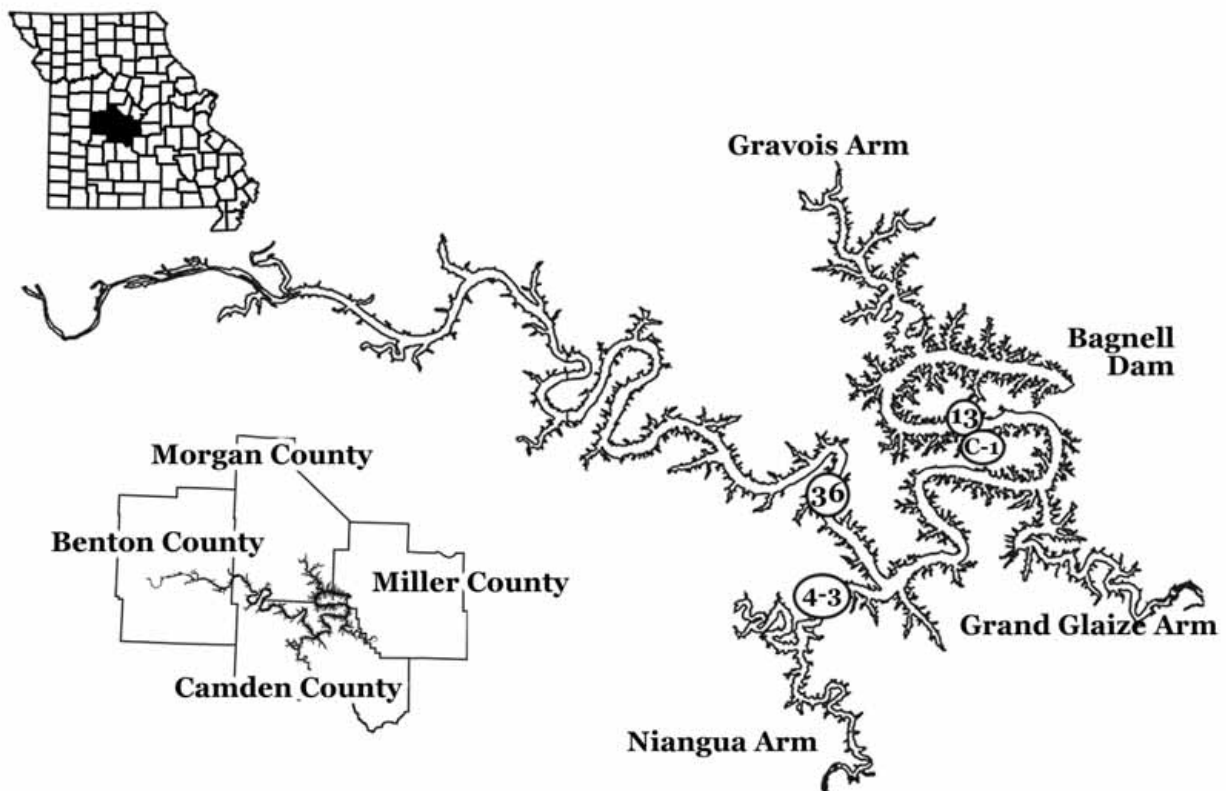 Gravois Arm
Bagnell
Dam
13
C-1
36
Morgan County
Benton County
Miller County
4-3
Grand Glaize Arm
Camden County
Niangua Arm